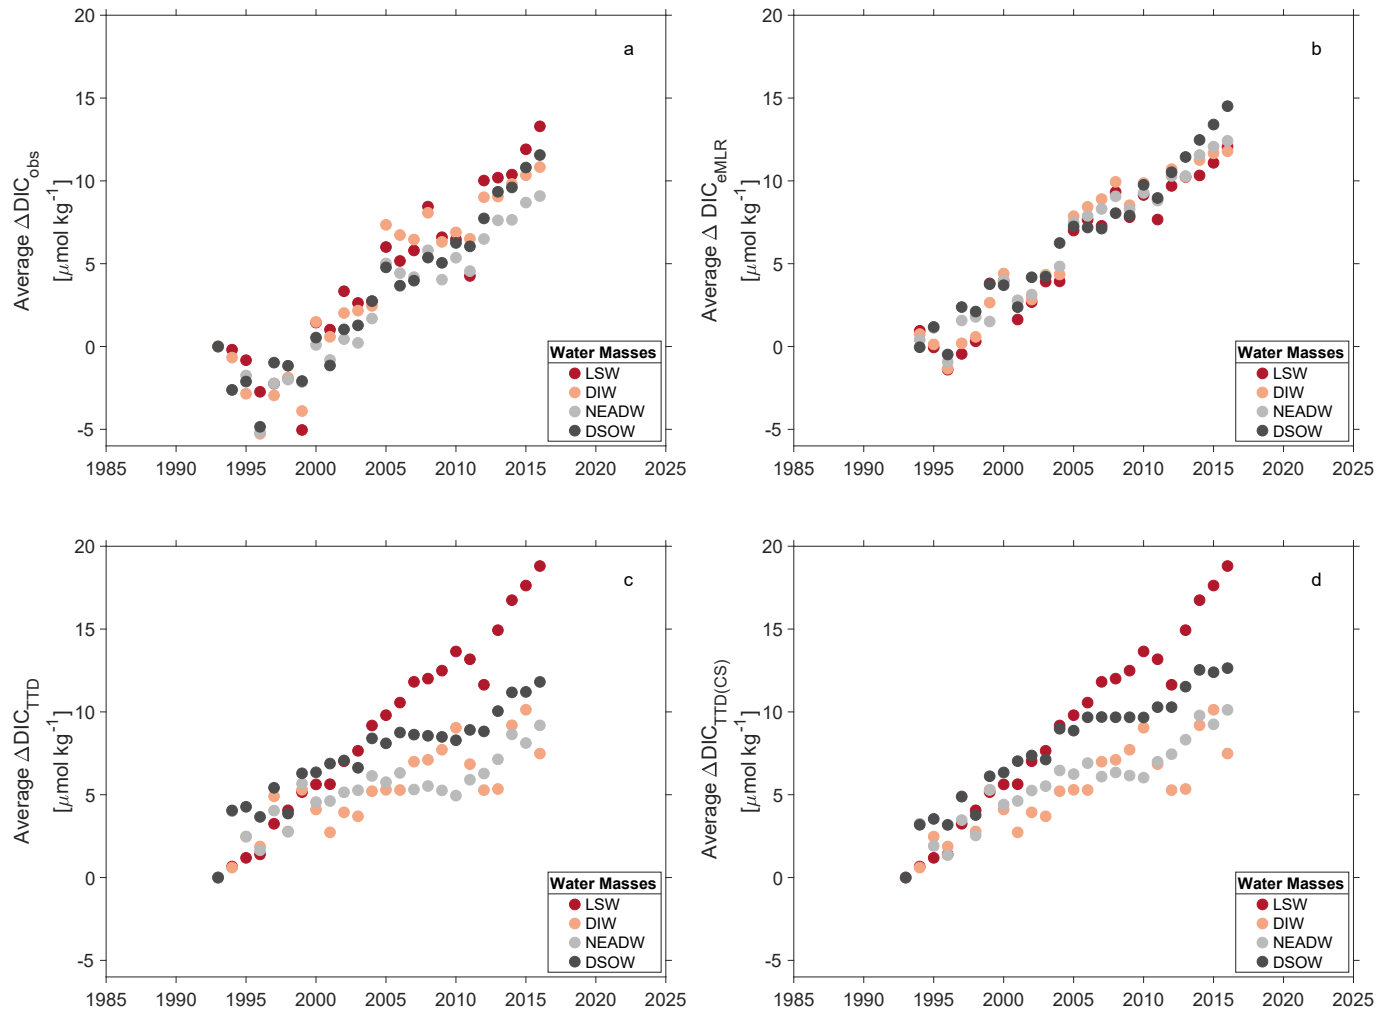 a
Average ΔDIC_obs
[μmol kg^-1]
20
15
10
5
0
-5
1985 1990 1995 2000 2005 2010 2015 2020 2025
Water Masses
LSW
DIW
NEADW
DSOW
b
Average Δ DIC_eMLR
[μmol kg^-1]
20
15
10
5
0
-5
1985 1990 1995 2000 2005 2010 2015 2020 2025
Water Masses
LSW
DIW
NEADW
DSOW
c
Average ΔDIC_TTD
[μmol kg^-1]
20
15
10
5
0
-5
1985 1990 1995 2000 2005 2010 2015 2020 2025
Water Masses
LSW
DIW
NEADW
DSOW
d
Average ΔDIC_TTD(CS)
[μmol kg^-1]
20
15
10
5
0
-5
1985 1990 1995 2000 2005 2010 2015 2020 2025
Water Masses
LSW
DIW
NEADW
DSOW